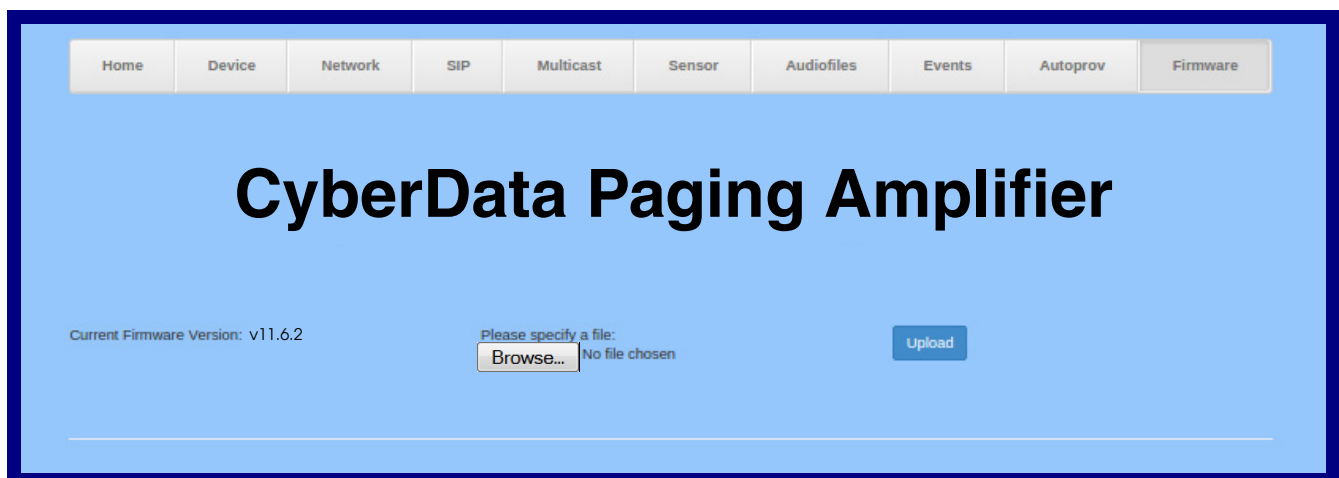 Home Device Network SIP Multicast Sensor Audiofiles Events Autoprov Firmware
CyberData Paging Amplifier
Current Firmware Version: v11.6.2
Please specify a file:
Browse... No file chosen
Upload